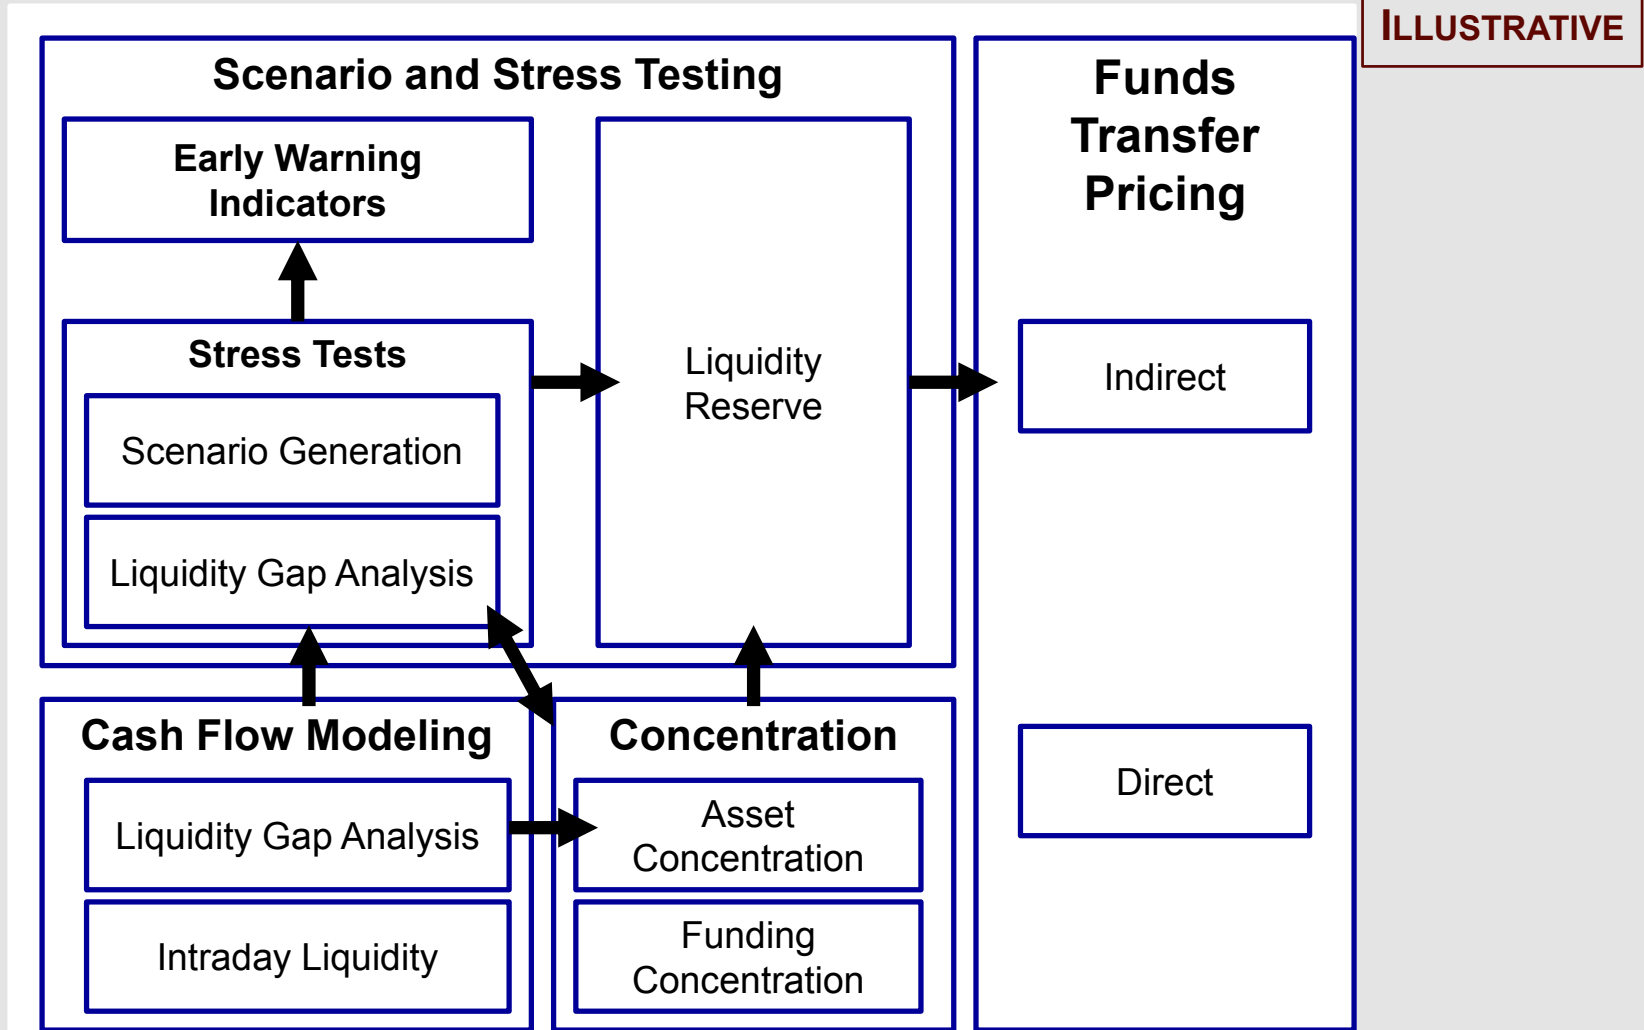 ILLUSTRATIVE
Scenario and Stress Testing
Early Warning
Indicators
Stress Tests
Scenario Generation
Liquidity Gap Analysis
Liquidity
Reserve
Cash Flow Modeling
Liquidity Gap Analysis
Intraday Liquidity
Concentration
Asset
Concentration
Funding
Concentration
Funds
Transfer
Pricing
Indirect
Direct